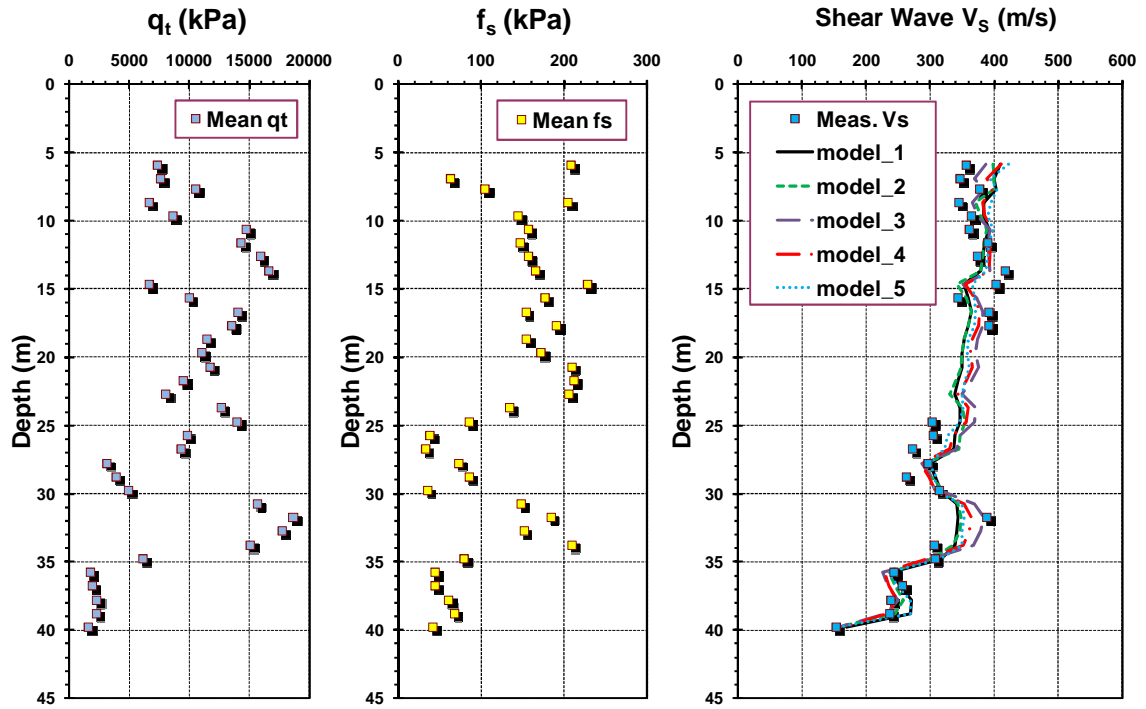 qt (kPa)
0 5000 10000 15000 20000
Mean qt
0
5
10
15
20
25
30
35
40
45
Depth (m)
fs (kPa)
0 100 200 300
Mean fs
0
5
10
15
20
25
30
35
40
45
Depth (m)
Shear Wave VS (m/s)
0 100 200 300 400 500 600
Meas. Vs
model_1
model_2
model_3
model_4
model_5
0
5
10
15
20
25
30
35
40
45
Depth (m)